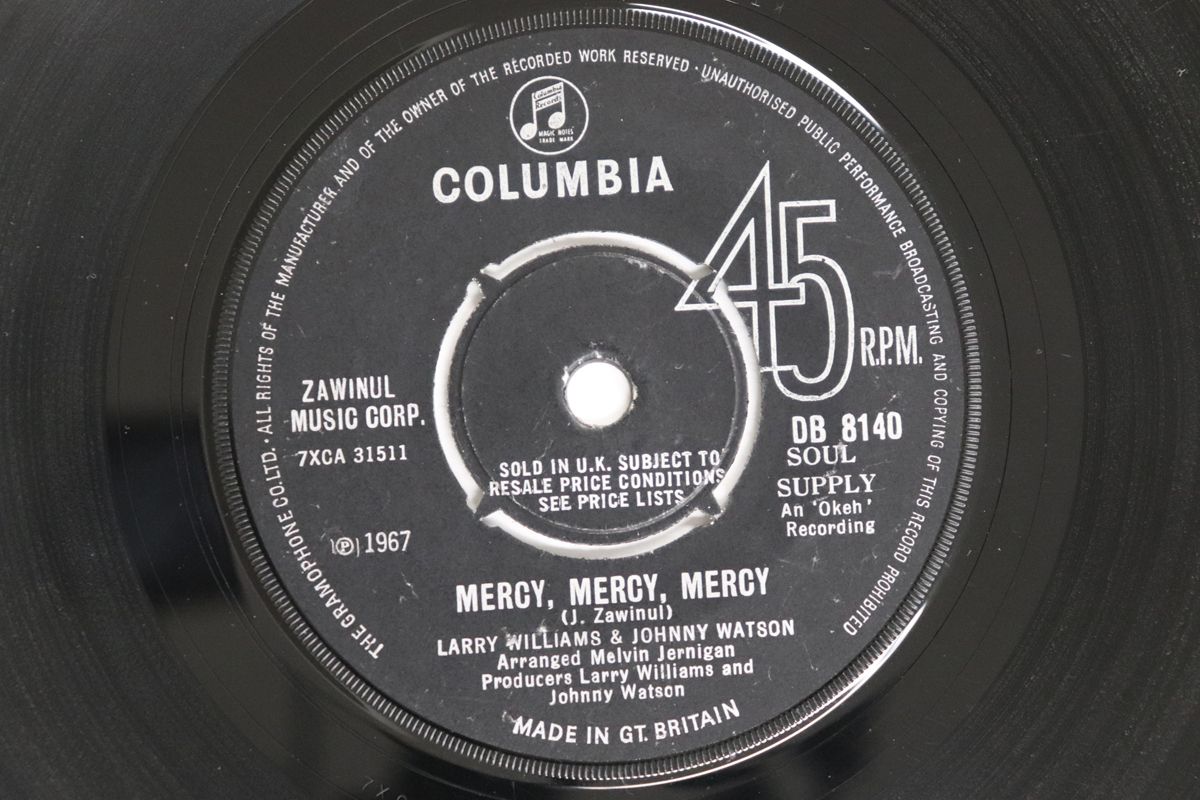 THE GRAMOPHONE CO. LTD. · ALL RIGHTS OF THE MANUFACTURER AND OF THE OWNER OF THE RECORDED WORK RESERVED · UNAUTHORISED PUBLIC PERFORMANCE BROADCASTING AND COPYING OF THIS RECORD PROHIBITED
Columbia
Records
MAGIC NOTES
TRADE MARK
COLUMBIA
45
R.P.M.
ZAWINUL
MUSIC CORP.
7XCA 31511
℗ 1967
SOLD IN U.K. SUBJECT TO
RESALE PRICE CONDITIONS
SEE PRICE LISTS
DB 8140
SOUL
SUPPLY
An 'Okeh'
Recording
MERCY, MERCY, MERCY
(J. Zawinul)
LARRY WILLIAMS & JOHNNY WATSON
Arranged Melvin Jernigan
Producers Larry Williams and
Johnny Watson
MADE IN GT. BRITAIN